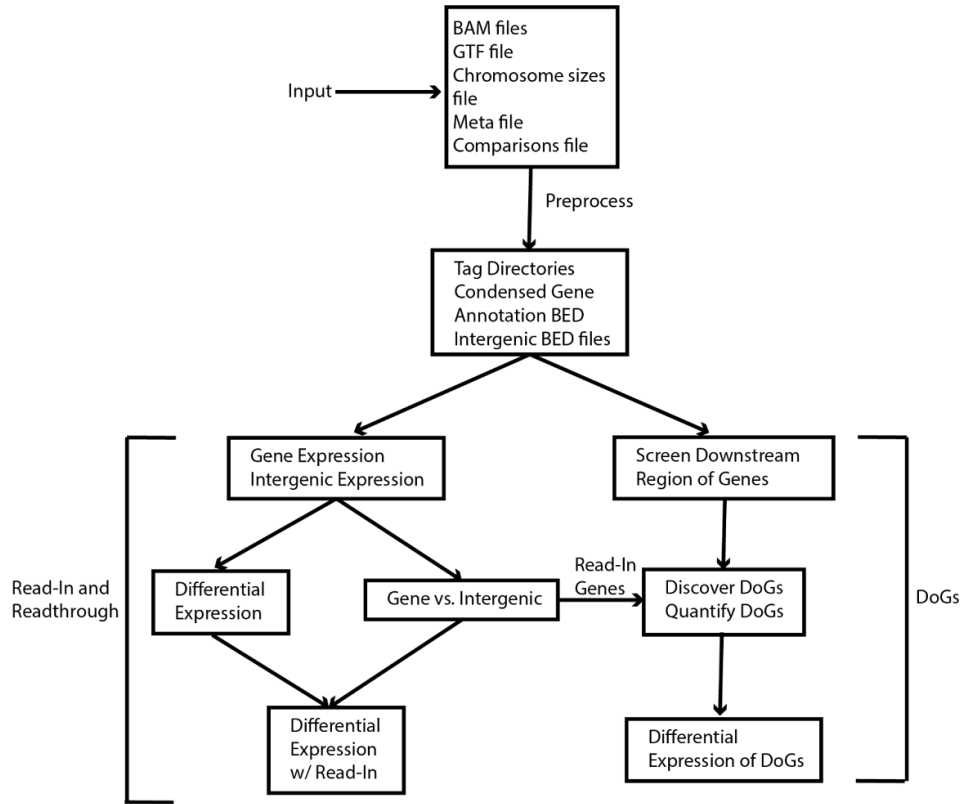 BAM files
GTF file
Chromosome sizes
file
Meta file
Comparisons file
Input
Preprocess
Tag Directories
Condensed Gene
Annotation BED
Intergenic BED files
Gene Expression
Intergenic Expression
Screen Downstream
Region of Genes
Read-In and
Readthrough
Differential
Expression
Gene vs. Intergenic
Read-In
Genes
Discover DoGs
Quantify DoGs
DoGs
Differential
Expression
w/ Read-In
Differential
Expression of DoGs